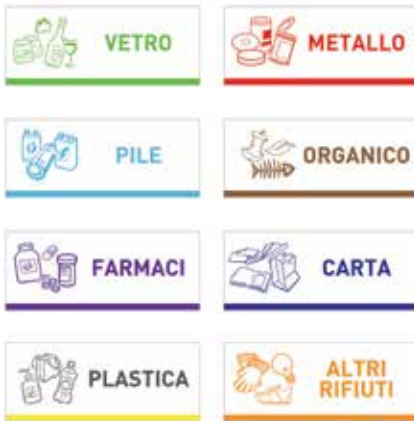 VETRO
METALLO
PILE
ORGANICO
FARMACI
CARTA
PLASTICA
ALTRI
RIFIUTI